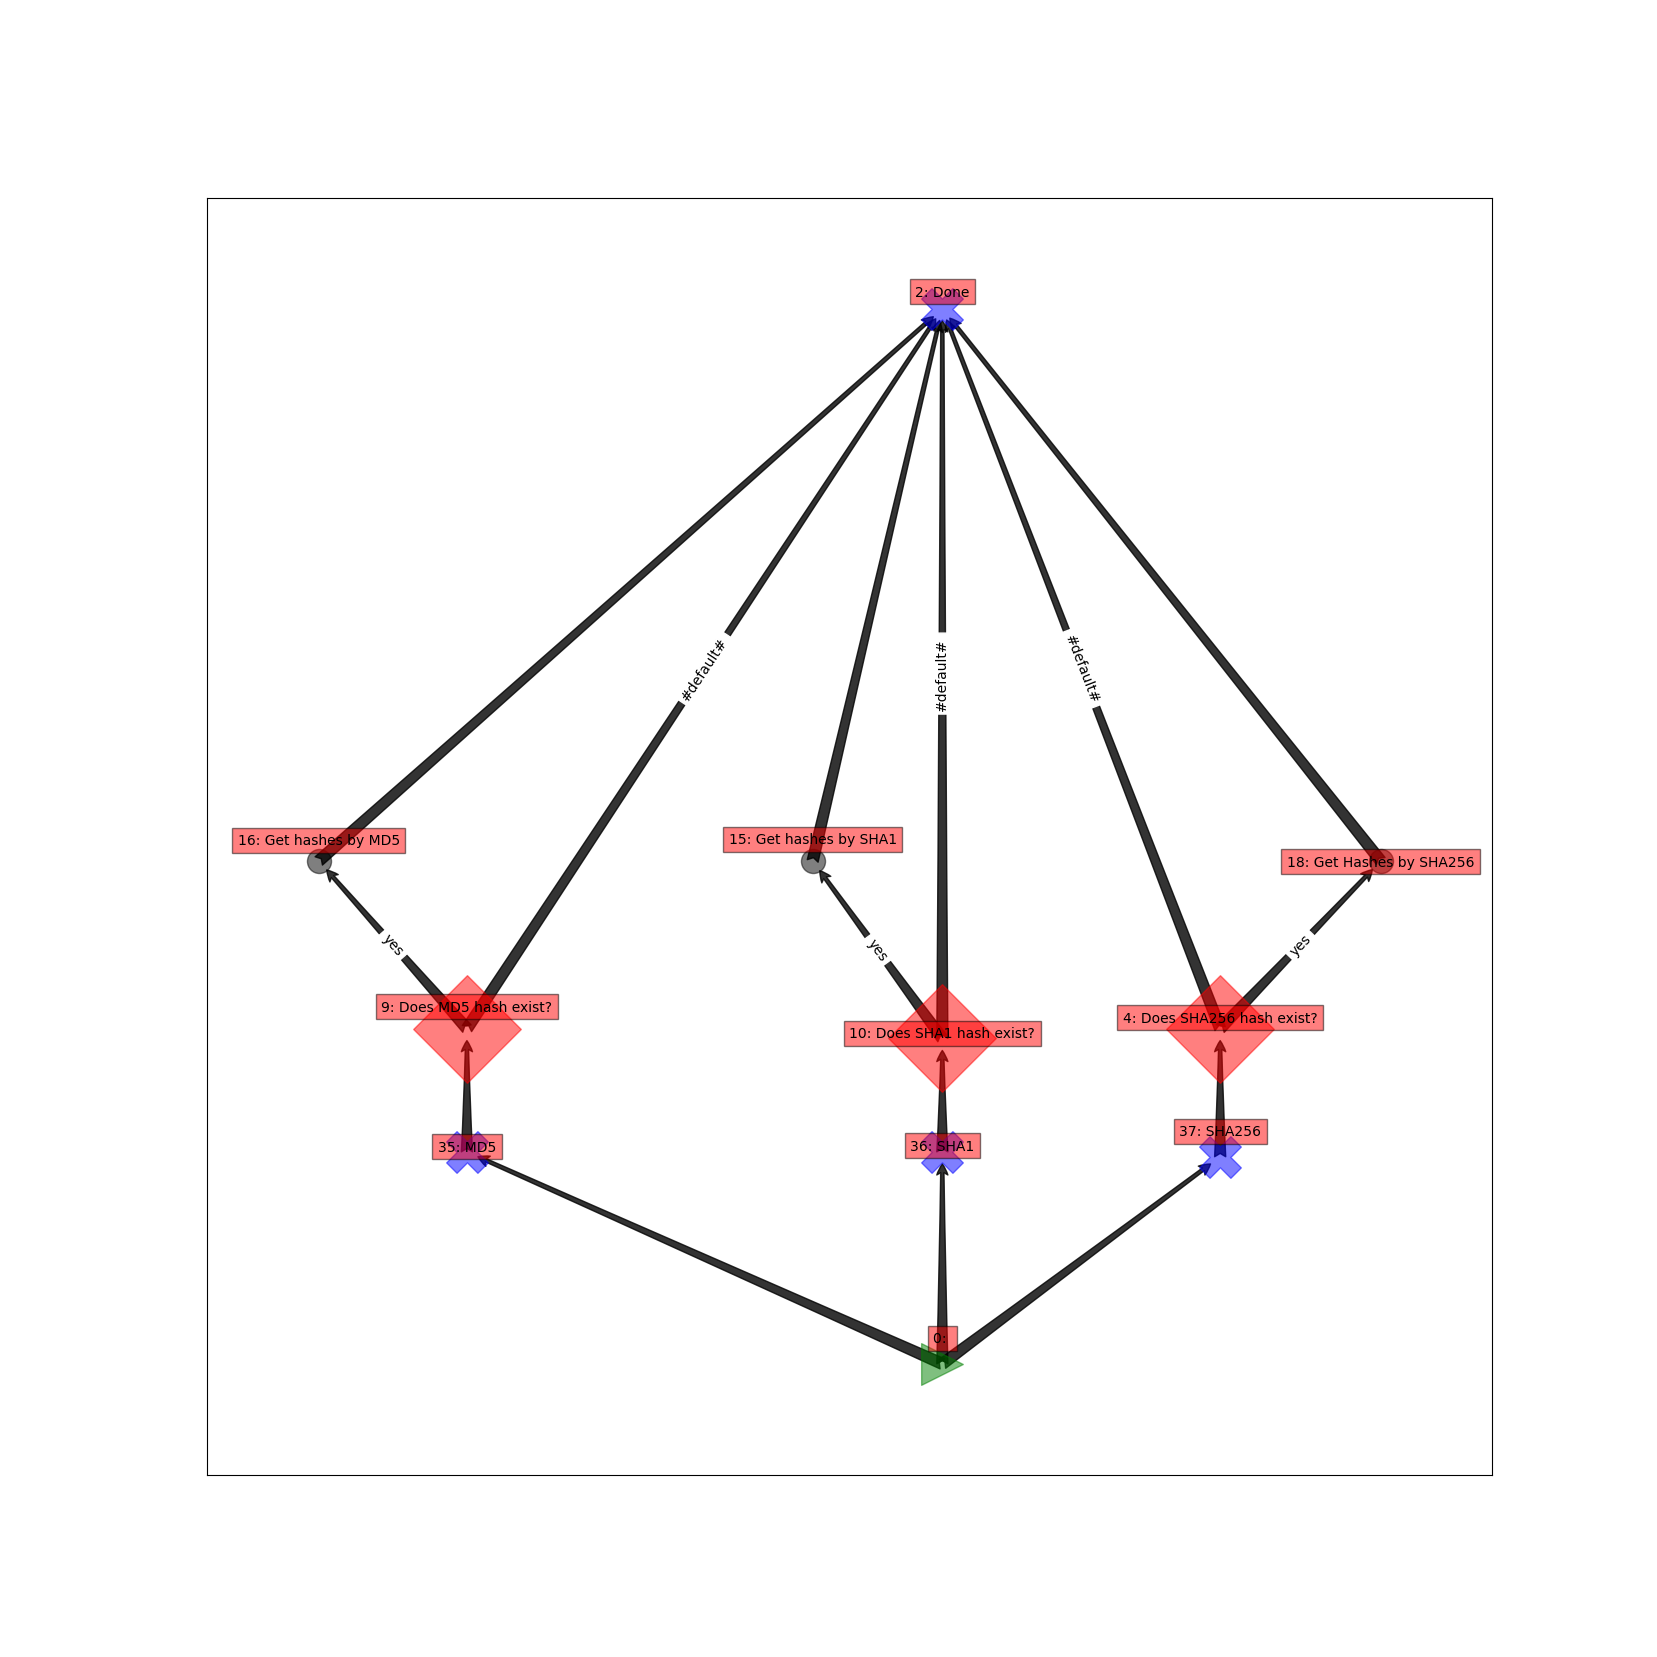 2: Done
#default#
#default#
#default#
16: Get hashes by MD5
15: Get hashes by SHA1
18: Get Hashes by SHA256
yes
yes
yes
9: Does MD5 hash exist?
10: Does SHA1 hash exist?
4: Does SHA256 hash exist?
35: MD5
36: SHA1
37: SHA256
0: